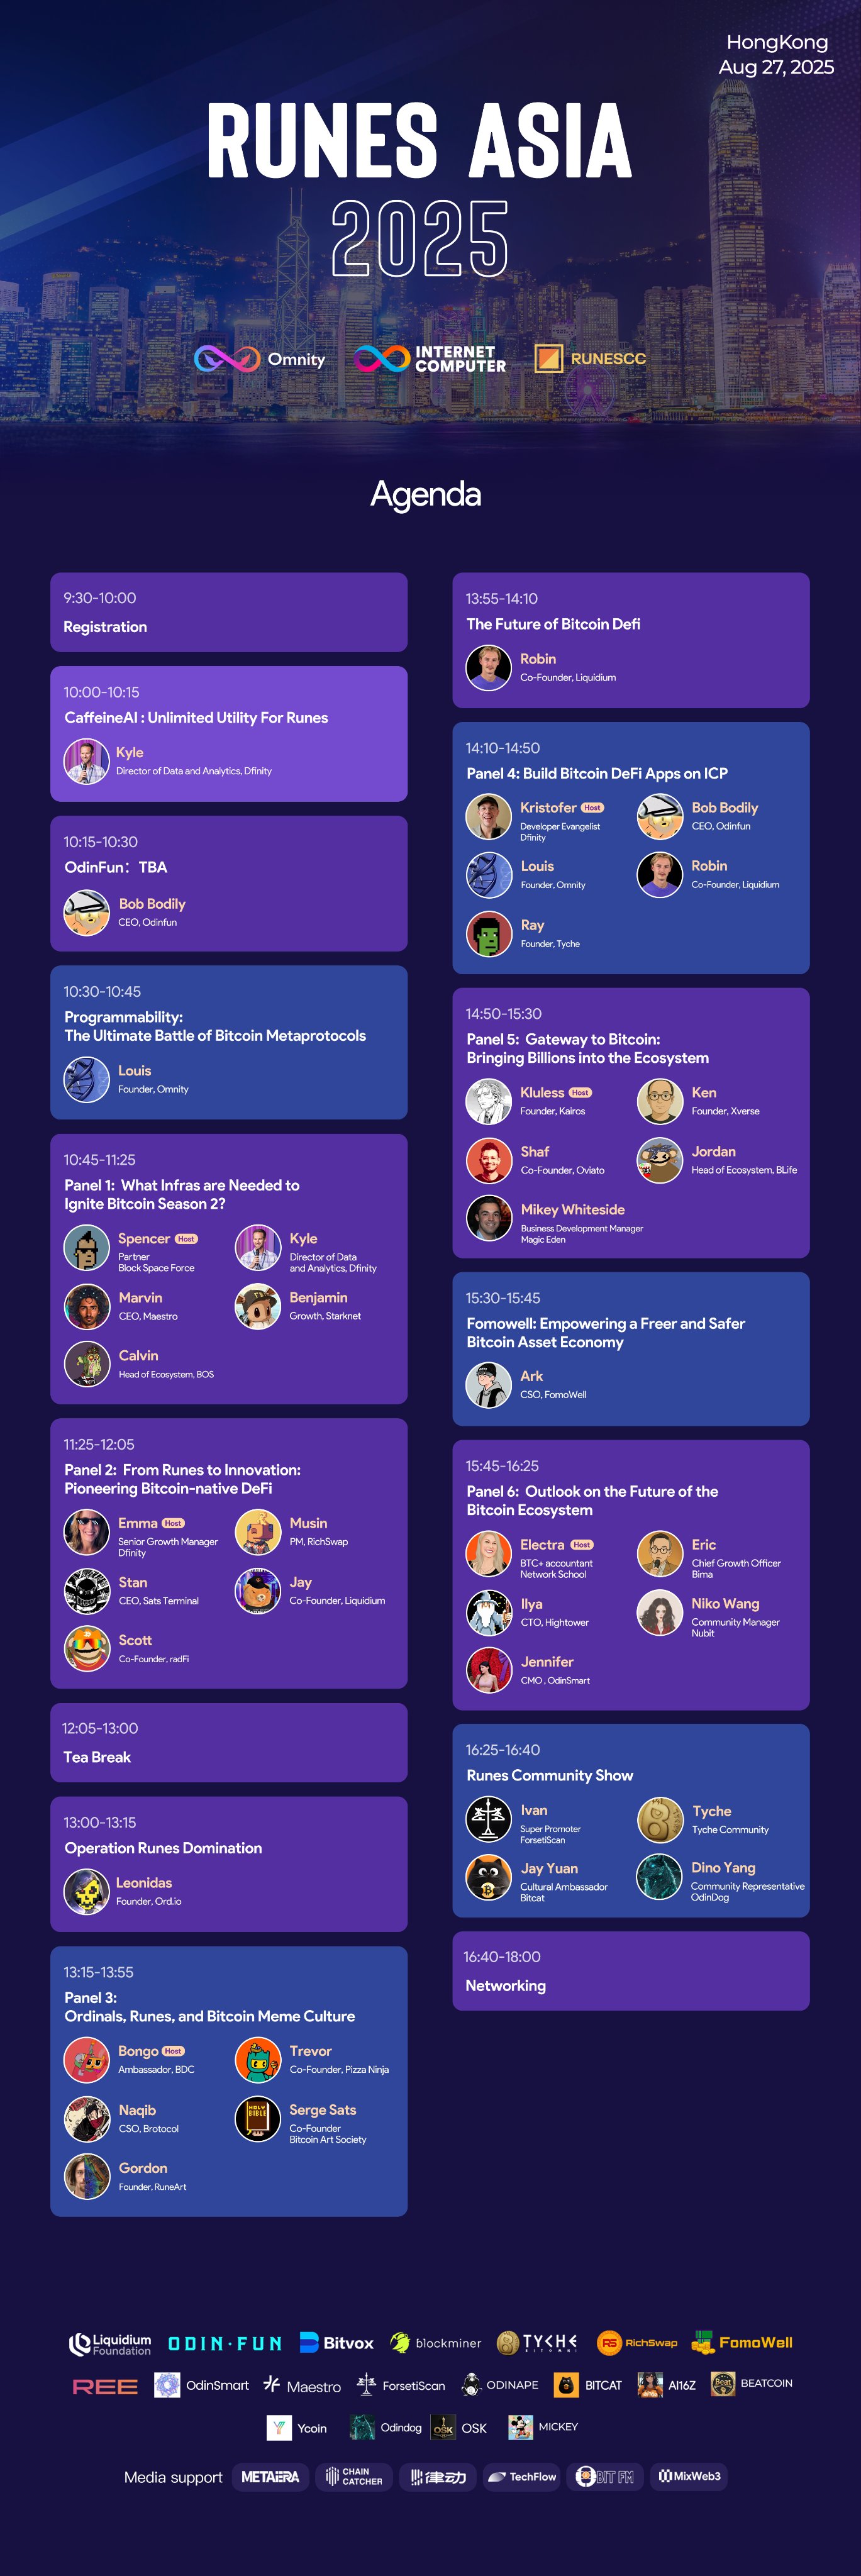 HongKong
Aug 27, 2025
RUNES ASIA
2025
Omnity
INTERNET
COMPUTER
RUNESCC
Agenda
9:30-10:00
Registration
10:00-10:15
CaffeineAI : Unlimited Utility For Runes
Kyle
Director of Data and Analytics, Dfinity
10:15-10:30
OdinFun： TBA
Bob Bodily
CEO, Odinfun
10:30-10:45
Programmability:
The Ultimate Battle of Bitcoin Metaprotocols
Louis
Founder, Omnity
10:45-11:25
Panel 1: What Infras are Needed to
Ignite Bitcoin Season 2?
Spencer Host
Partner
Block Space Force
Kyle
Director of Data
and Analytics, Dfinity
Marvin
CEO, Maestro
Benjamin
Growth, Starknet
Calvin
Head of Ecosystem, BOS
11:25-12:05
Panel 2: From Runes to Innovation:
Pioneering Bitcoin-native DeFi
Emma Host
Senior Growth Manager
Dfinity
Musin
PM, RichSwap
Stan
CEO, Sats Terminal
Jay
Co-Founder, Liquidium
Scott
Co-Founder, radFi
12:05-13:00
Tea Break
13:00-13:15
Operation Runes Domination
Leonidas
Founder, Ord.io
13:15-13:55
Panel 3:
Ordinals, Runes, and Bitcoin Meme Culture
Bongo Host
Ambassador, BDC
Trevor
Co-Founder, Pizza Ninja
Naqib
CSO, Brotocol
HOLY
BIBLE
Serge Sats
Co-Founder
Bitcoin Art Society
Gordon
Founder, RuneArt
13:55-14:10
The Future of Bitcoin Defi
Robin
Co-Founder, Liquidium
14:10-14:50
Panel 4: Build Bitcoin DeFi Apps on ICP
Kristofer Host
Developer Evangelist
Dfinity
Bob Bodily
CEO, Odinfun
Louis
Founder, Omnity
Robin
Co-Founder, Liquidium
Ray
Founder, Tyche
14:50-15:30
Panel 5: Gateway to Bitcoin:
Bringing Billions into the Ecosystem
Kluless Host
Founder, Kairos
Ken
Founder, Xverse
Shaf
Co-Founder, Oviato
Jordan
Head of Ecosystem, BLife
Mikey Whiteside
Business Development Manager
Magic Eden
15:30-15:45
Fomowell: Empowering a Freer and Safer
Bitcoin Asset Economy
Ark
CSO, FomoWell
15:45-16:25
Panel 6: Outlook on the Future of the
Bitcoin Ecosystem
Electra Host
BTC+ accountant
Network School
Eric
Chief Growth Officer
Bima
Ilya
CTO, Hightower
Niko Wang
Community Manager
Nubit
Jennifer
CMO , OdinSmart
16:25-16:40
Runes Community Show
Ivan
Super Promoter
ForsetiScan
Tyche
Tyche Community
Jay Yuan
Cultural Ambassador
Bitcat
Dino Yang
Community Representative
OdinDog
16:40-18:00
Networking
Liquidium
Foundation
ODIN·FUN
Bitvox
blockminer
TYCHE
RichSwap
FomoWell
REE
OdinSmart
Maestro
ForsetiScan
ODINAPE
BITCAT
AI16Z
BEATCOIN
Ycoin
Odindog
OSK
OSK
MICKEY
Media support
METAERA
CHAIN
CATCHER
律动
TechFlow
BIT FM
MixWeb3